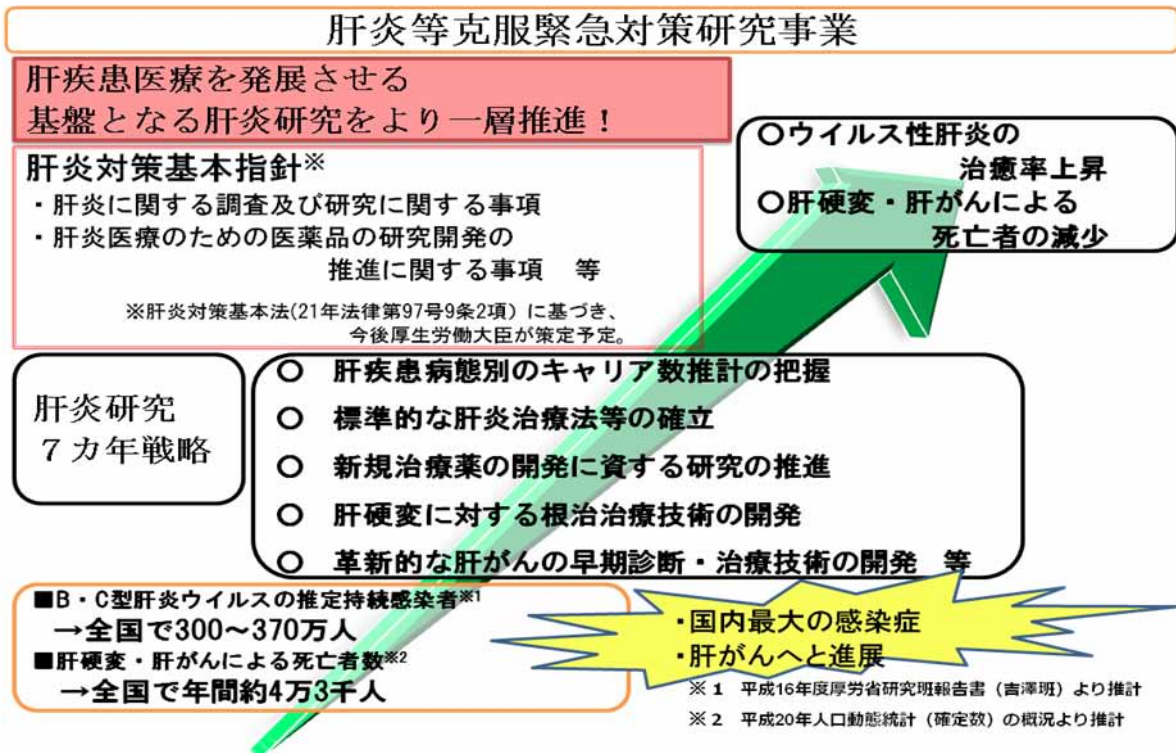 肝炎等克服緊急対策研究事業
肝疾患医療を発展させる
基盤となる肝炎研究をより一層推進！
肝炎対策基本指針※
・肝炎に関する調査及び研究に関する事項
・肝炎医療のための医薬品の研究開発の
推進に関する事項　等
※肝炎対策基本法(21年法律第97号9条2項）に基づき、
今後厚生労働大臣が策定予定。
○ウイルス性肝炎の
治癒率上昇
○肝硬変・肝がんによる
死亡者の減少
肝炎研究
７カ年戦略
○　肝疾患病態別のキャリア数推計の把握
○　標準的な肝炎治療法等の確立
○　新規治療薬の開発に資する研究の推進
○　肝硬変に対する根治治療技術の開発
○　革新的な肝がんの早期診断・治療技術の開発　等
■B・C型肝炎ウイルスの推定持続感染者※1
→全国で300～370万人
■肝硬変・肝がんによる死亡者数※2
→全国で年間約4万3千人
・国内最大の感染症
・肝がんへと進展
※１　平成16年度厚労省研究班報告書（吉澤班）より推計
※２　平成20年人口動態統計（確定数）の概況より推計